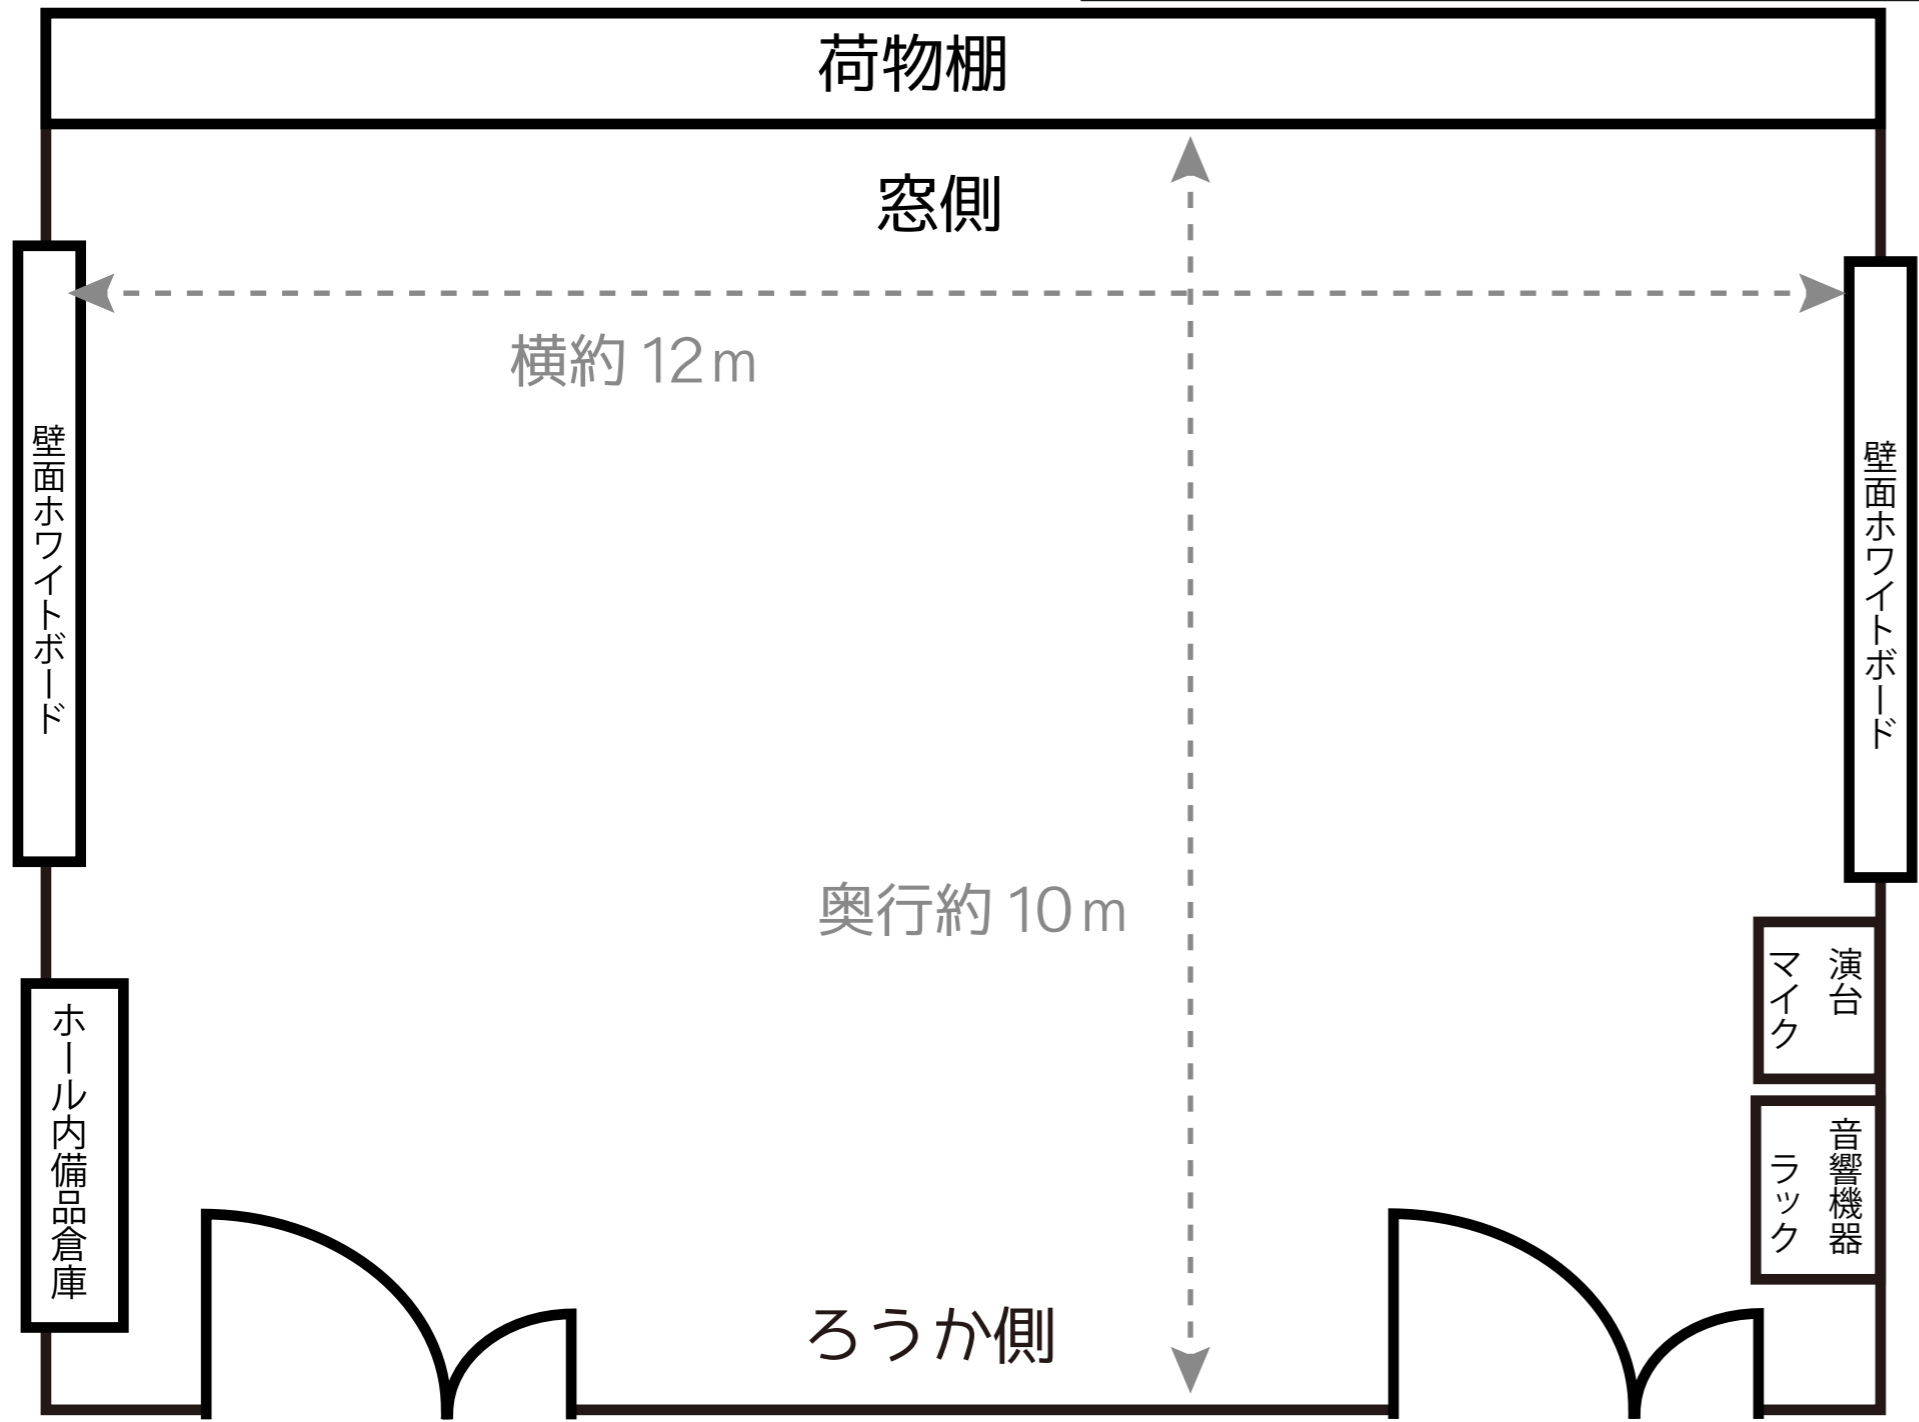 荷物棚
窓側
横約 12m
壁面ホワイトボード
壁面ホワイトボード
奥行約 10m
演台
マイク
ホール内備品倉庫
音響機器
ラック
ろうか側